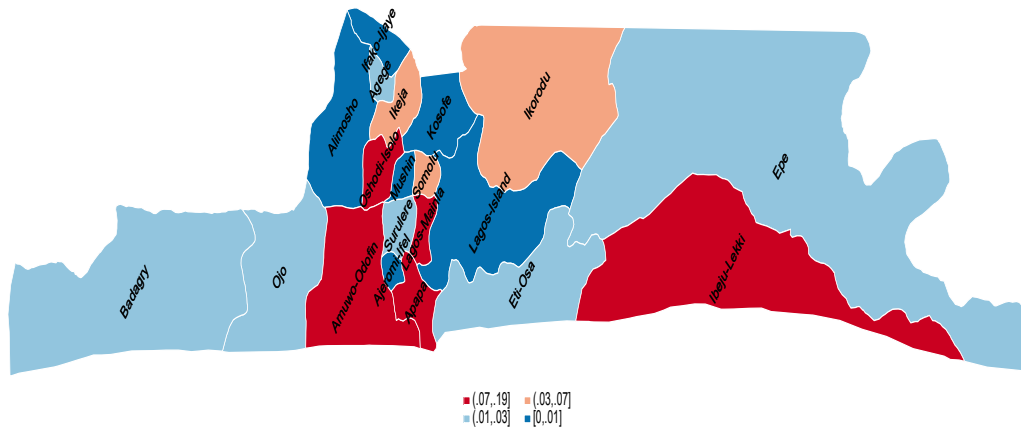 Ifako-Ijaye
Agege
Ikeja
Alimosho
Kosofe
Ikorodu
Oshodi-Isolo
Mushin
Somolu
Epe
Lagos-Island
Surulere
Lagos-Mainla
Badagry
Ojo
Amuwo-Odofin
Ajeromi-Ifel
Apapa
Eti-Osa
Ibeju-Lekki
(.07,.19] (.03,.07]
(.01,.03] [0,.01]